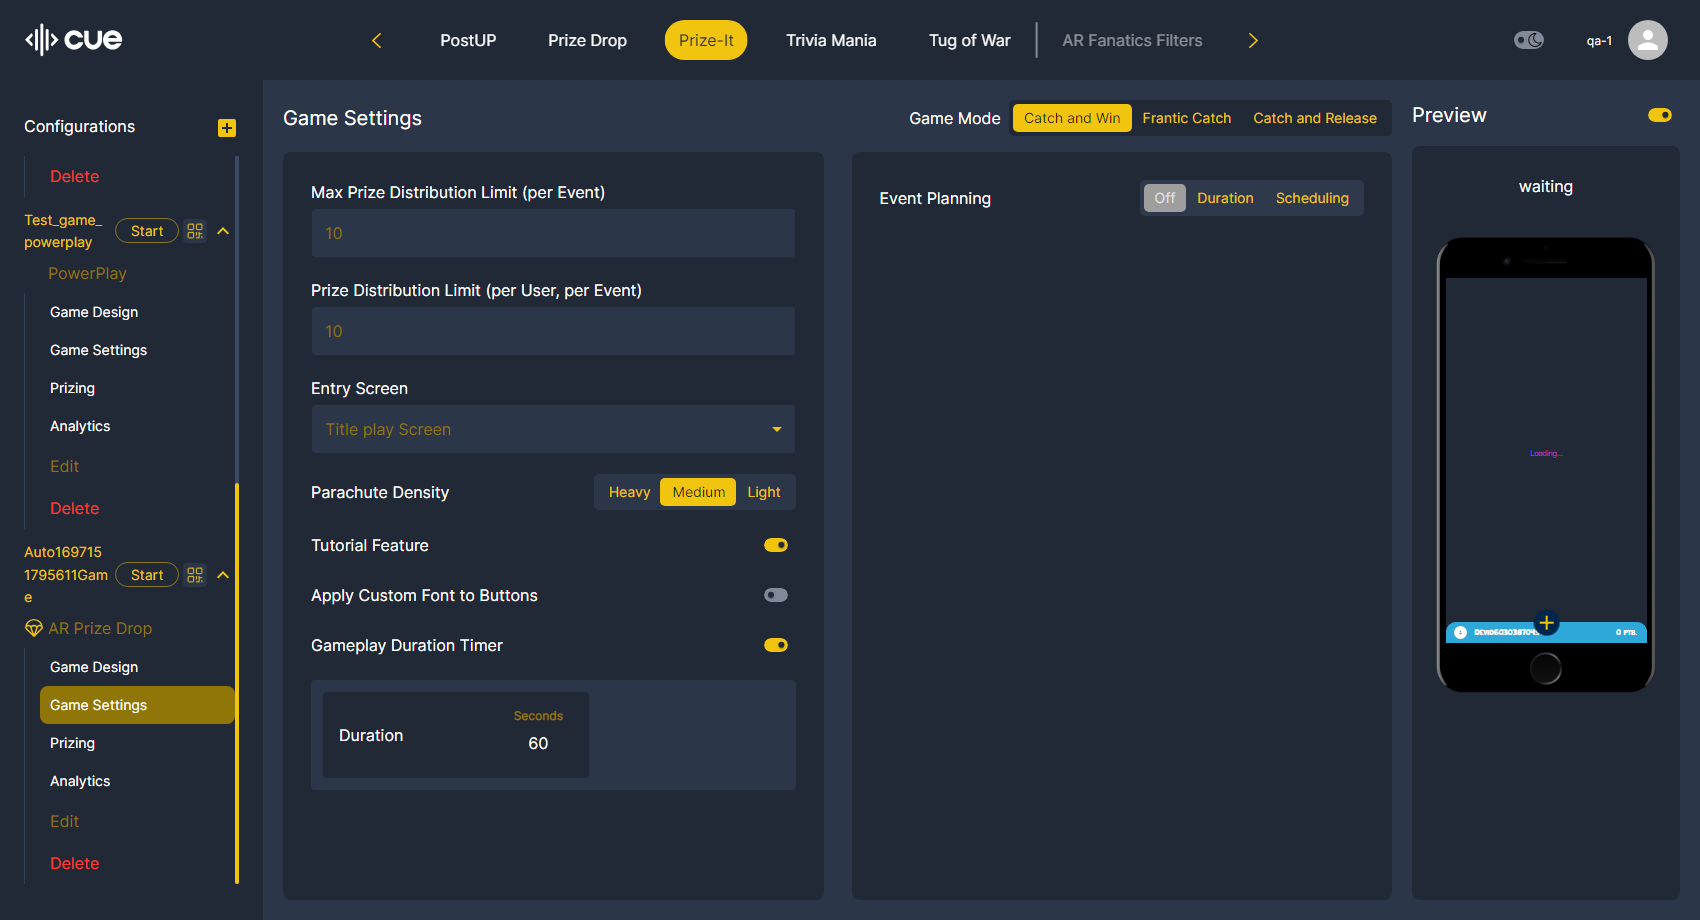 cue
PostUP
Prize Drop
Prize-It
Trivia Mania
Tug of War
AR Fanatics Filters
qa-1
Configurations
Delete
Test_game_
powerplay
Start
PowerPlay
Game Design
Game Settings
Prizing
Analytics
Edit
Delete
Auto169715
1795611Gam
e
Start
AR Prize Drop
Game Design
Game Settings
Prizing
Analytics
Edit
Delete
Game Settings
Game Mode
Catch and Win
Frantic Catch
Catch and Release
Max Prize Distribution Limit (per Event)
10
Prize Distribution Limit (per User, per Event)
10
Entry Screen
Title play Screen
Parachute Density
Heavy
Medium
Light
Tutorial Feature
Apply Custom Font to Buttons
Gameplay Duration Timer
Duration
Seconds
60
Event Planning
Off
Duration
Scheduling
Preview
waiting
Loading...
0 PTS.